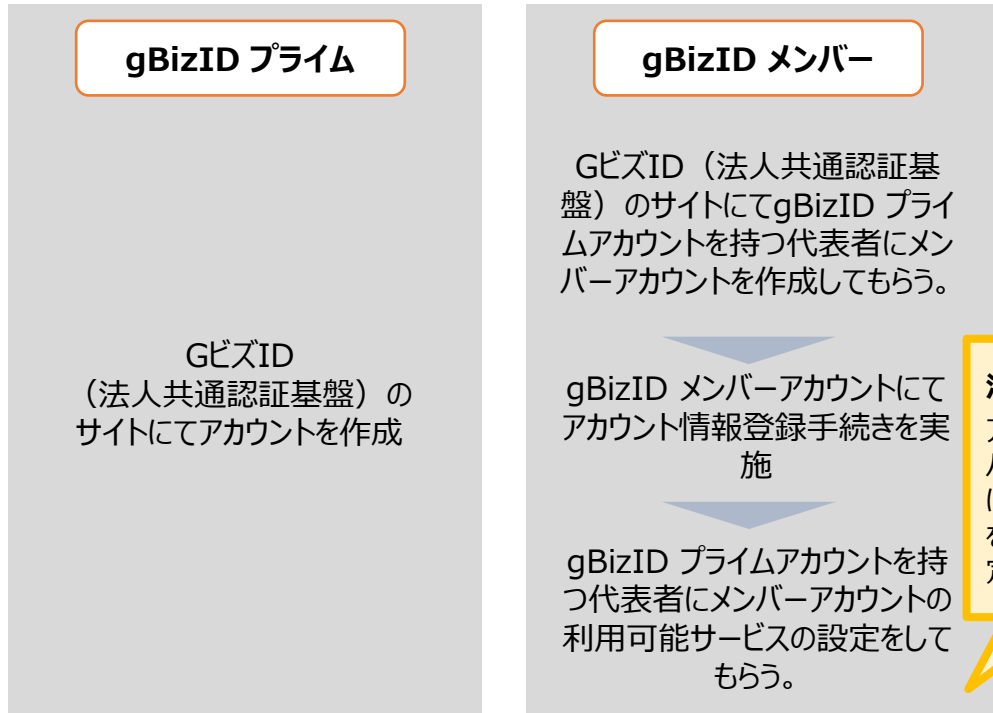 gBizID プライム
GビズID
（法人共通認証基盤）の
サイトにてアカウントを作成
gBizID メンバー
GビズID（法人共通認証基
盤）のサイトにてgBizID プライ
ムアカウントを持つ代表者にメン
バーアカウントを作成してもらう。
gBizID メンバーアカウントにて
アカウント情報登録手続きを実
施
gBizID プライムアカウントを持
つ代表者にメンバーアカウントの
利用可能サービスの設定をして
もらう。